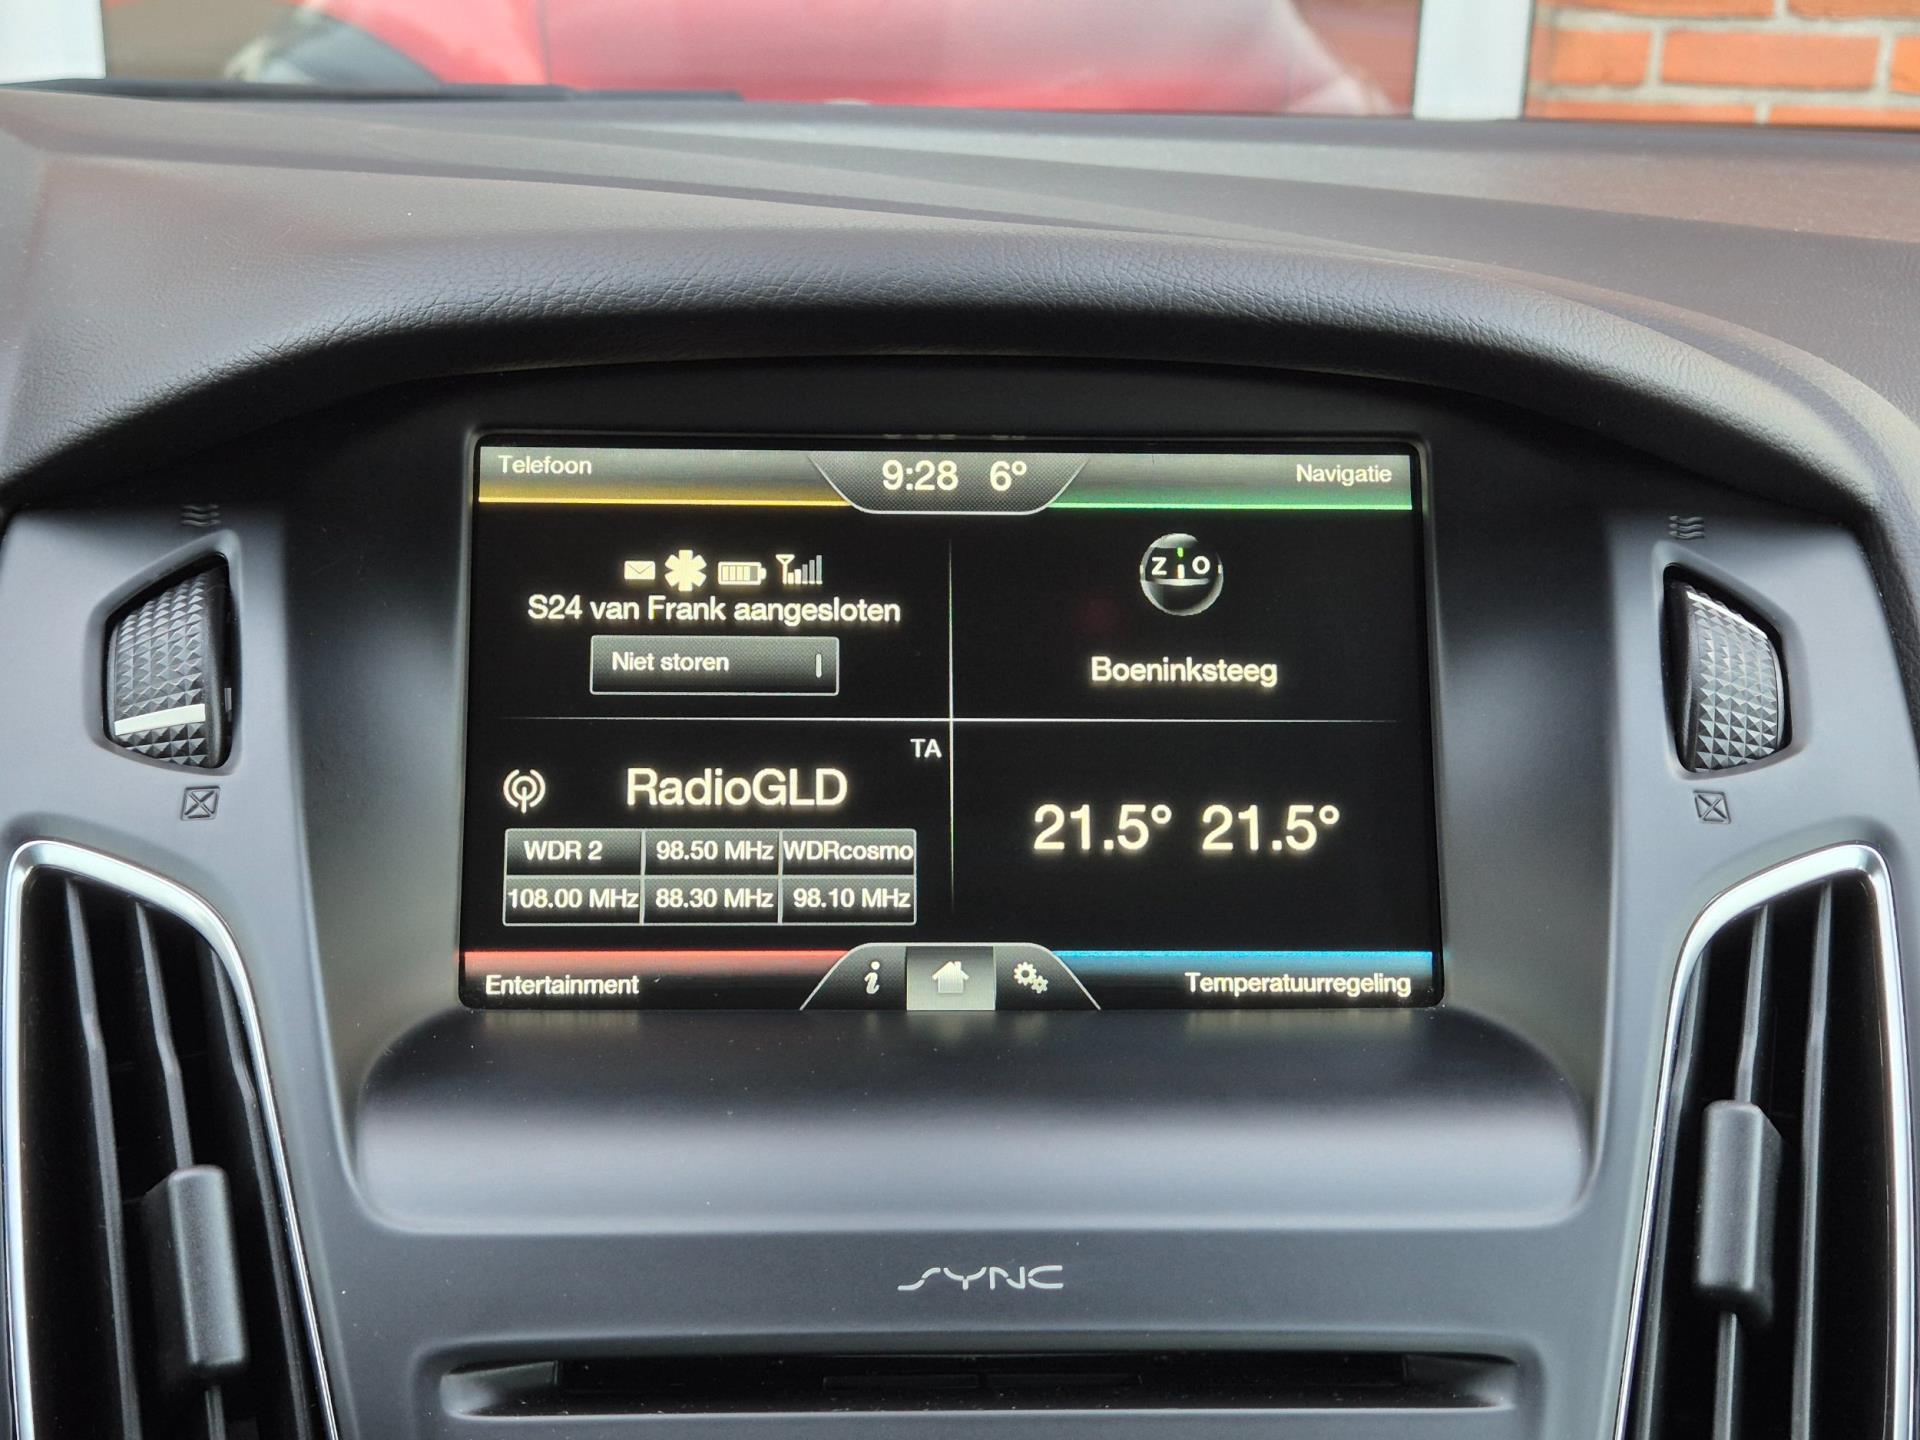 Telefoon
9:28 6°
Navigatie
S24 van Frank aangesloten
Niet storen
Z O
Boeninksteeg
TA
RadioGLD
WDR 2 98.50 MHz WDRcosmo
108.00 MHz 88.30 MHz 98.10 MHz
21.5° 21.5°
Entertainment
i
Temperatuurregeling
SYNC